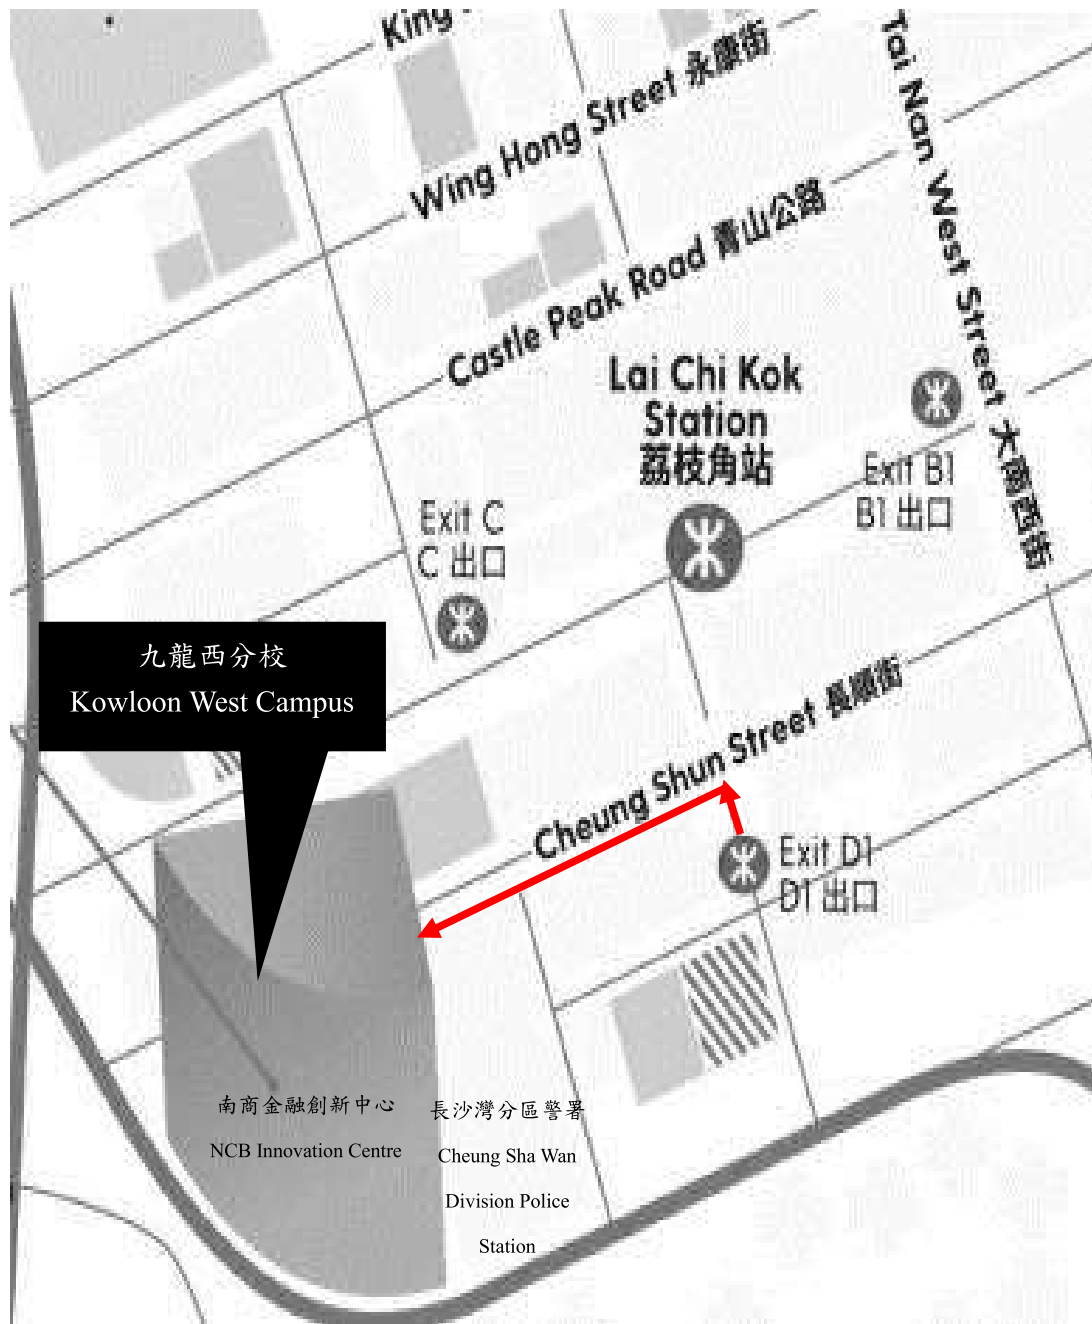 King
Wing Hong Street 永康街
Tai Nan West Street 大南西街
Castle Peak Road 青山公路
Lai Chi Kok
Station
荔枝角站
Exit B1
B1 出口
Exit C
C 出口
九龍西分校
Kowloon West Campus
Cheung Shun Street 長順街
Exit D1
D1 出口
南商金融創新中心
NCB Innovation Centre
長沙灣分區警署
Cheung Sha Wan
Division Police
Station